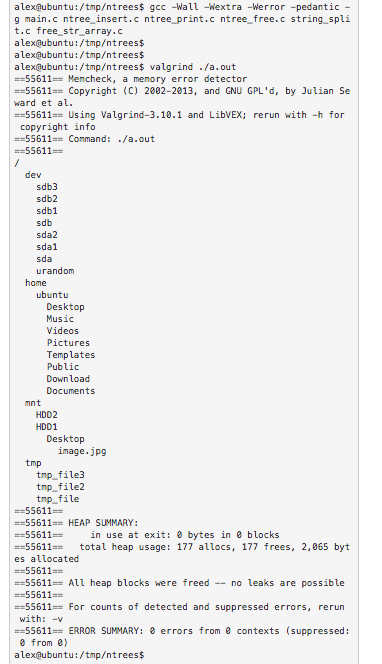 alex@ubuntu:/tmp/ntrees$ gcc -Wall -Wextra -Werror -pedantic -
g main.c ntree_insert.c ntree_print.c ntree_free.c string_spli
t.c free_str_array.c
alex@ubuntu:/tmp/ntrees$
alex@ubuntu:/tmp/ntrees$
alex@ubuntu:/tmp/ntrees$ valgrind ./a.out
==55611== Memcheck, a memory error detector
==55611== Copyright (C) 2002-2013, and GNU GPL'd, by Julian Se
ward et al.
==55611== Using Valgrind-3.10.1 and LibVEX; rerun with -h for
 copyright info
==55611== Command: ./a.out
==55611==
/
  dev
    sdb3
    sdb2
    sdb1
    sdb
    sda2
    sda1
    sda
    urandom
  home
    ubuntu
      Desktop
      Music
      Videos
      Pictures
      Templates
      Public
      Download
      Documents
  mnt
    HDD2
    HDD1
      Desktop
        image.jpg
  tmp
    tmp_file3
    tmp_file2
    tmp_file
==55611==
==55611== HEAP SUMMARY:
==55611==     in use at exit: 0 bytes in 0 blocks
==55611==   total heap usage: 177 allocs, 177 frees, 2,065 byt
es allocated
==55611==
==55611== All heap blocks were freed -- no leaks are possible
==55611==
==55611== For counts of detected and suppressed errors, rerun
 with: -v
==55611== ERROR SUMMARY: 0 errors from 0 contexts (suppressed:
 0 from 0)
alex@ubuntu:/tmp/ntrees$